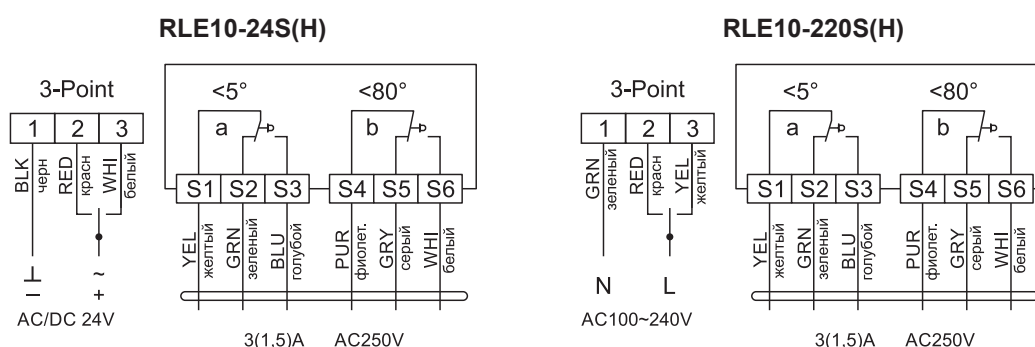 RLE10-24S(H)
3-Point
<5°
<80°
a
b
1 2 3
BLK
черн
RED
красн
WHI
белый
S1 S2 S3 S4 S5 S6
YEL
желтый
GRN
зеленый
BLU
голубой
PUR
фиолет.
GRY
серый
WHI
белый
~
– +
AC/DC 24V
3(1,5)A AC250V
RLE10-220S(H)
3-Point
<5°
<80°
a
b
1 2 3
GRN
зеленый
RED
красн
YEL
желтый
S1 S2 S3 S4 S5 S6
YEL
желтый
GRN
зеленый
BLU
голубой
PUR
фиолет.
GRY
серый
WHI
белый
N L
AC100~240V
3(1,5)A AC250V